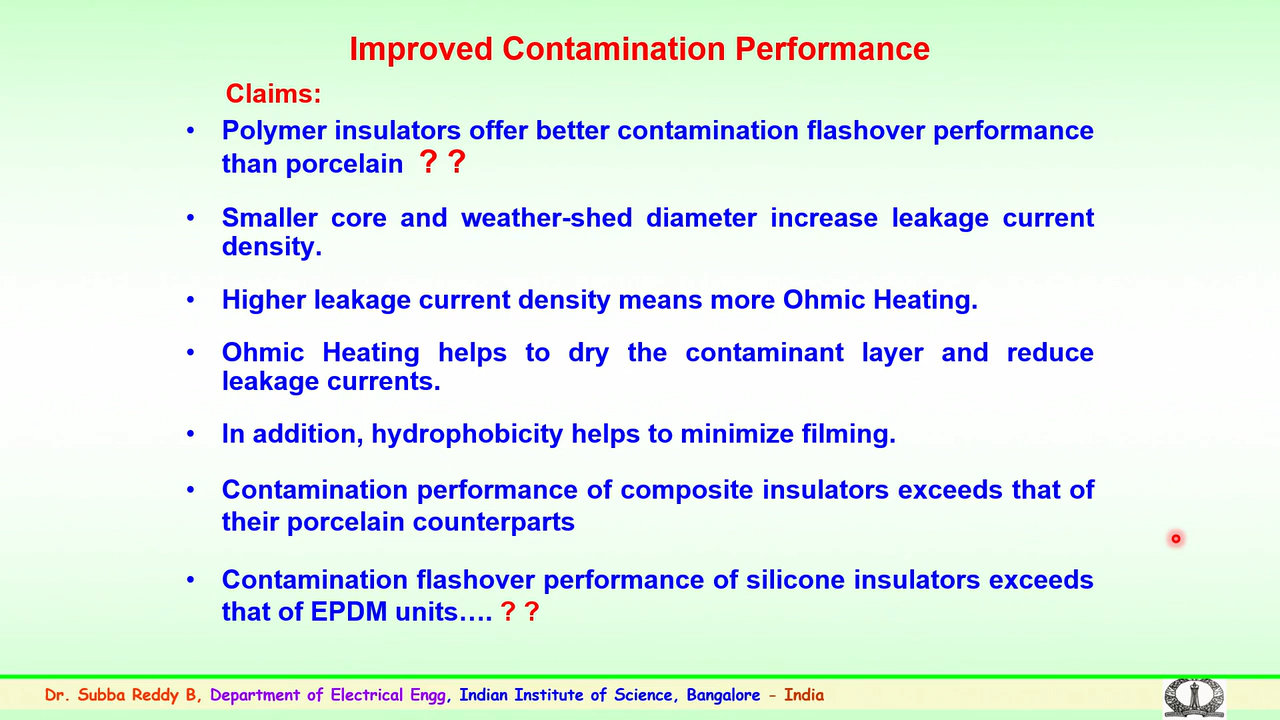 Improved Contamination Performance
Claims:
• Polymer insulators offer better contamination flashover performance
than porcelain ? ?
• Smaller core and weather-shed diameter increase leakage current
density.
• Higher leakage current density means more Ohmic Heating.
• Ohmic Heating helps to dry the contaminant layer and reduce
leakage currents.
• In addition, hydrophobicity helps to minimize filming.
• Contamination performance of composite insulators exceeds that of
their porcelain counterparts
• Contamination flashover performance of silicone insulators exceeds
that of EPDM units.... ? ?
Dr. Subba Reddy B, Department of Electrical Engg, Indian Institute of Science, Bangalore - India